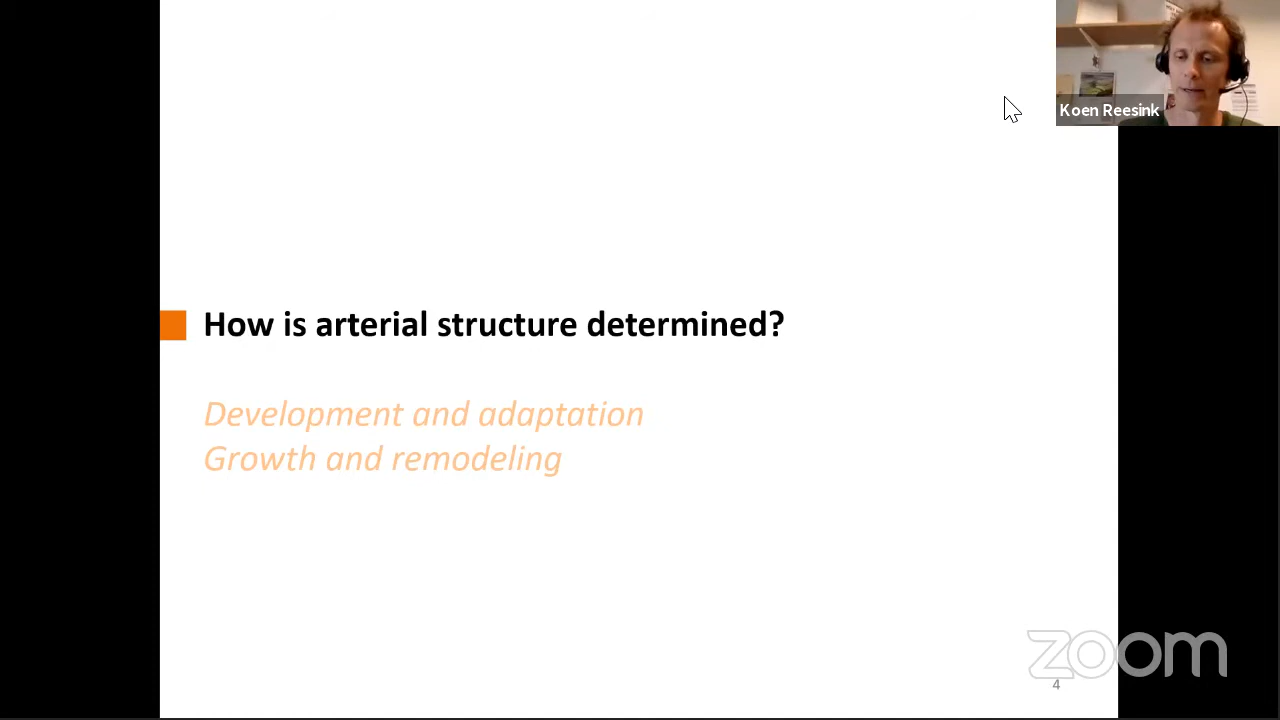 Koen Reesink
How is arterial structure determined?
Development and adaptation
Growth and remodeling
zoom
4